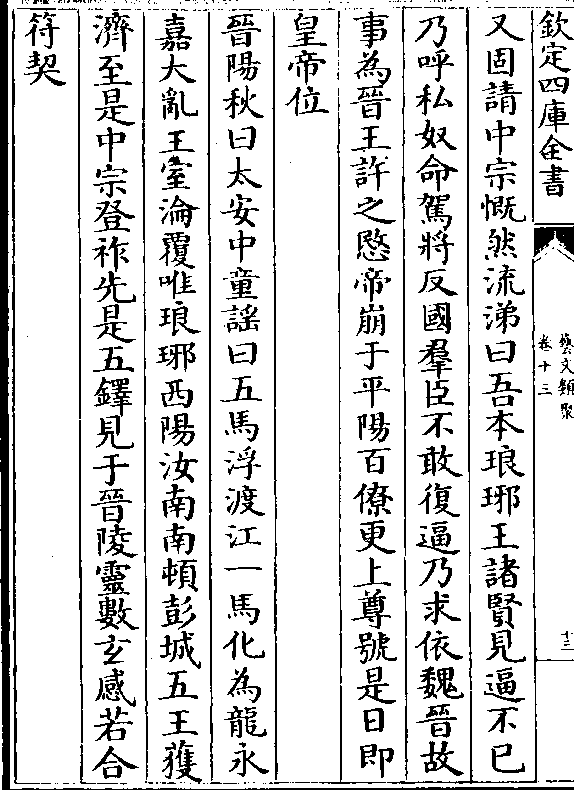 欽定四庫全書
藝文類聚
卷十三
十三
又固請中宗慨然流涕曰吾本琅琊王諸賢見逼不已
乃呼私奴命駕將反國羣臣不敢復逼乃求依魏晉故
事為晉王許之愍帝崩于平陽百僚更上尊號是日即
皇帝位
晉陽秋曰太安中童謠曰五馬浮渡江一馬化為龍永
嘉大亂王室淪覆唯琅琊西陽汝南南頓彭城五王獲
濟至是中宗登祚先是五鐸見于晉陵靈數玄感若合
符契